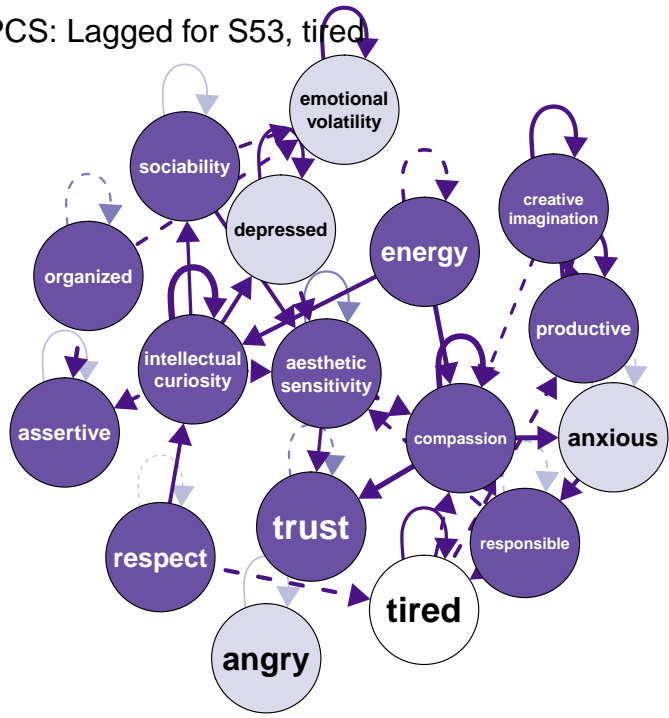 PCS: Lagged for S53, tired
emotional
volatility
sociability
creative
imagination
depressed
energy
organized
productive
intellectual
curiosity
aesthetic
sensitivity
assertive
compassion
anxious
trust
responsible
respect
tired
angry